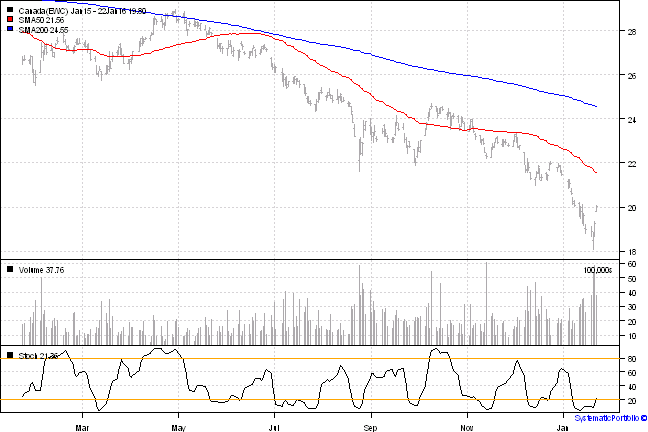 Canada(EWC) Jan15 - 22Jan16 19.80
SMA50 21.56
SMA200 24.55
28
26
24
22
20
18
Volume 37.76
100,000s
60
50
40
30
20
10
Stoch 21.36
80
60
40
20
Mar May Jul Sep Nov Jan
SystematicPortfolio ©